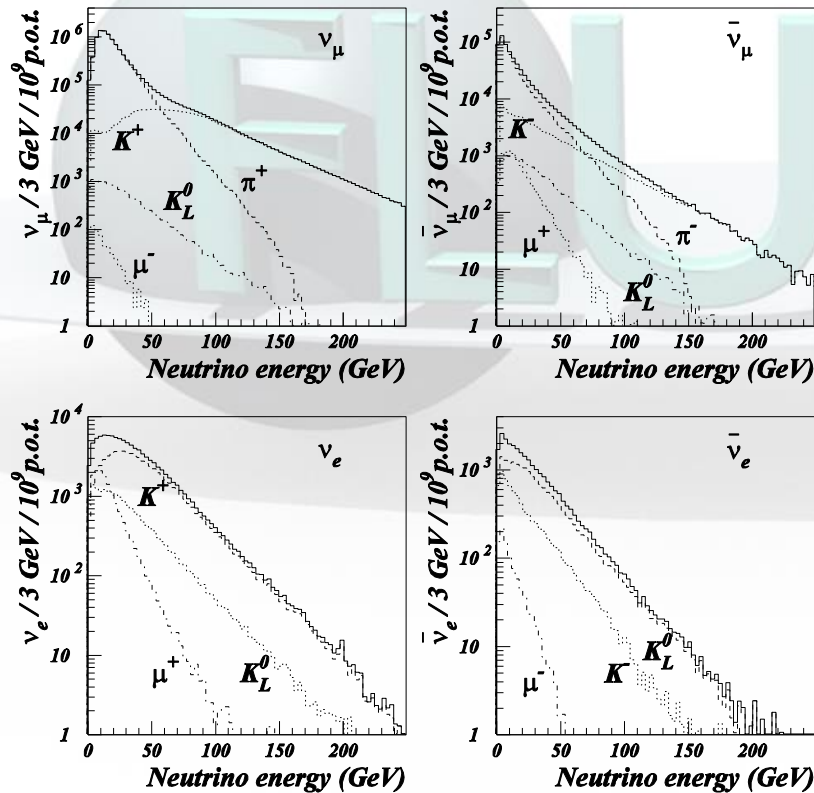 ν_μ / 3 GeV / 10^9 p.o.t.
10^6
10^5
10^4
10^3
10^2
10
1
ν_μ
K^+
K_L^0
π^+
μ^-
0 50 100 150 200
Neutrino energy (GeV)
ν̄_μ / 3 GeV / 10^9 p.o.t.
10^5
10^4
10^3
10^2
10
1
ν̄_μ
K^-
μ^+
π^-
K_L^0
0 50 100 150 200
Neutrino energy (GeV)
ν_e / 3 GeV / 10^9 p.o.t.
10^4
10^3
10^2
10
1
ν_e
K^+
μ^+
K_L^0
0 50 100 150 200
Neutrino energy (GeV)
ν̄_e / 3 GeV / 10^9 p.o.t.
10^3
10^2
10
1
ν̄_e
K_L^0
K^-
μ^-
0 50 100 150 200
Neutrino energy (GeV)
FLU